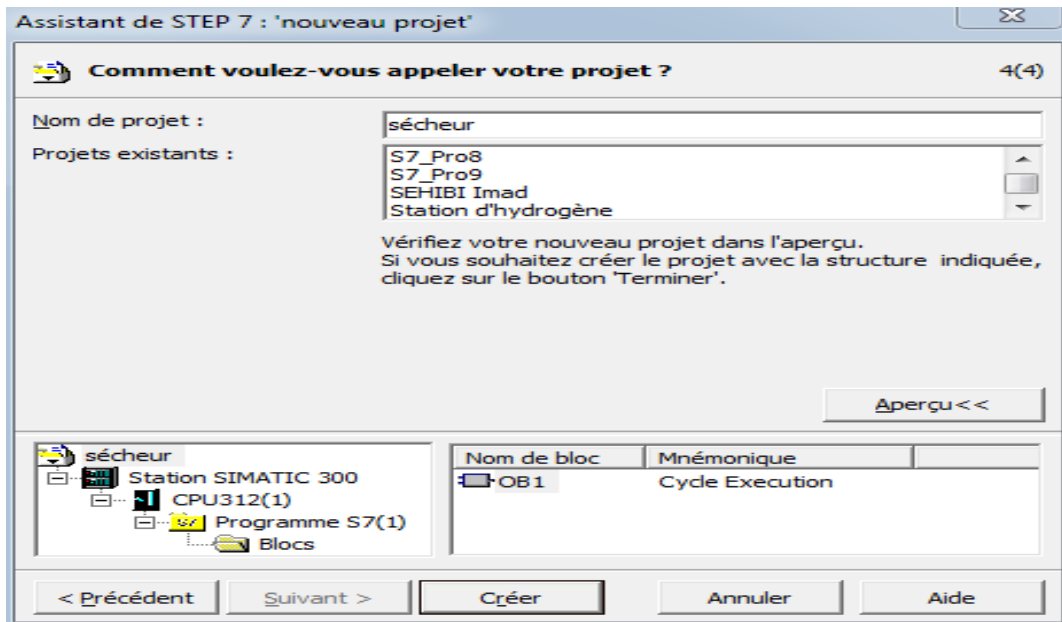 Assistant de STEP 7 : 'nouveau projet'
Comment voulez-vous appeler votre projet ? 4(4)
Nom de projet : sécheur
Projets existants : S7_Pro8
S7_Pro9
SEHIBI Imad
Station d'hydrogène
Vérifiez votre nouveau projet dans l'aperçu.
Si vous souhaitez créer le projet avec la structure indiquée,
cliquez sur le bouton 'Terminer'.
Aperçu<<
sécheur
Station SIMATIC 300
CPU312(1)
Programme S7(1)
Blocs
Nom de bloc Mnémonique
OB1 Cycle Execution
< Précédent Suivant > Créer Annuler Aide